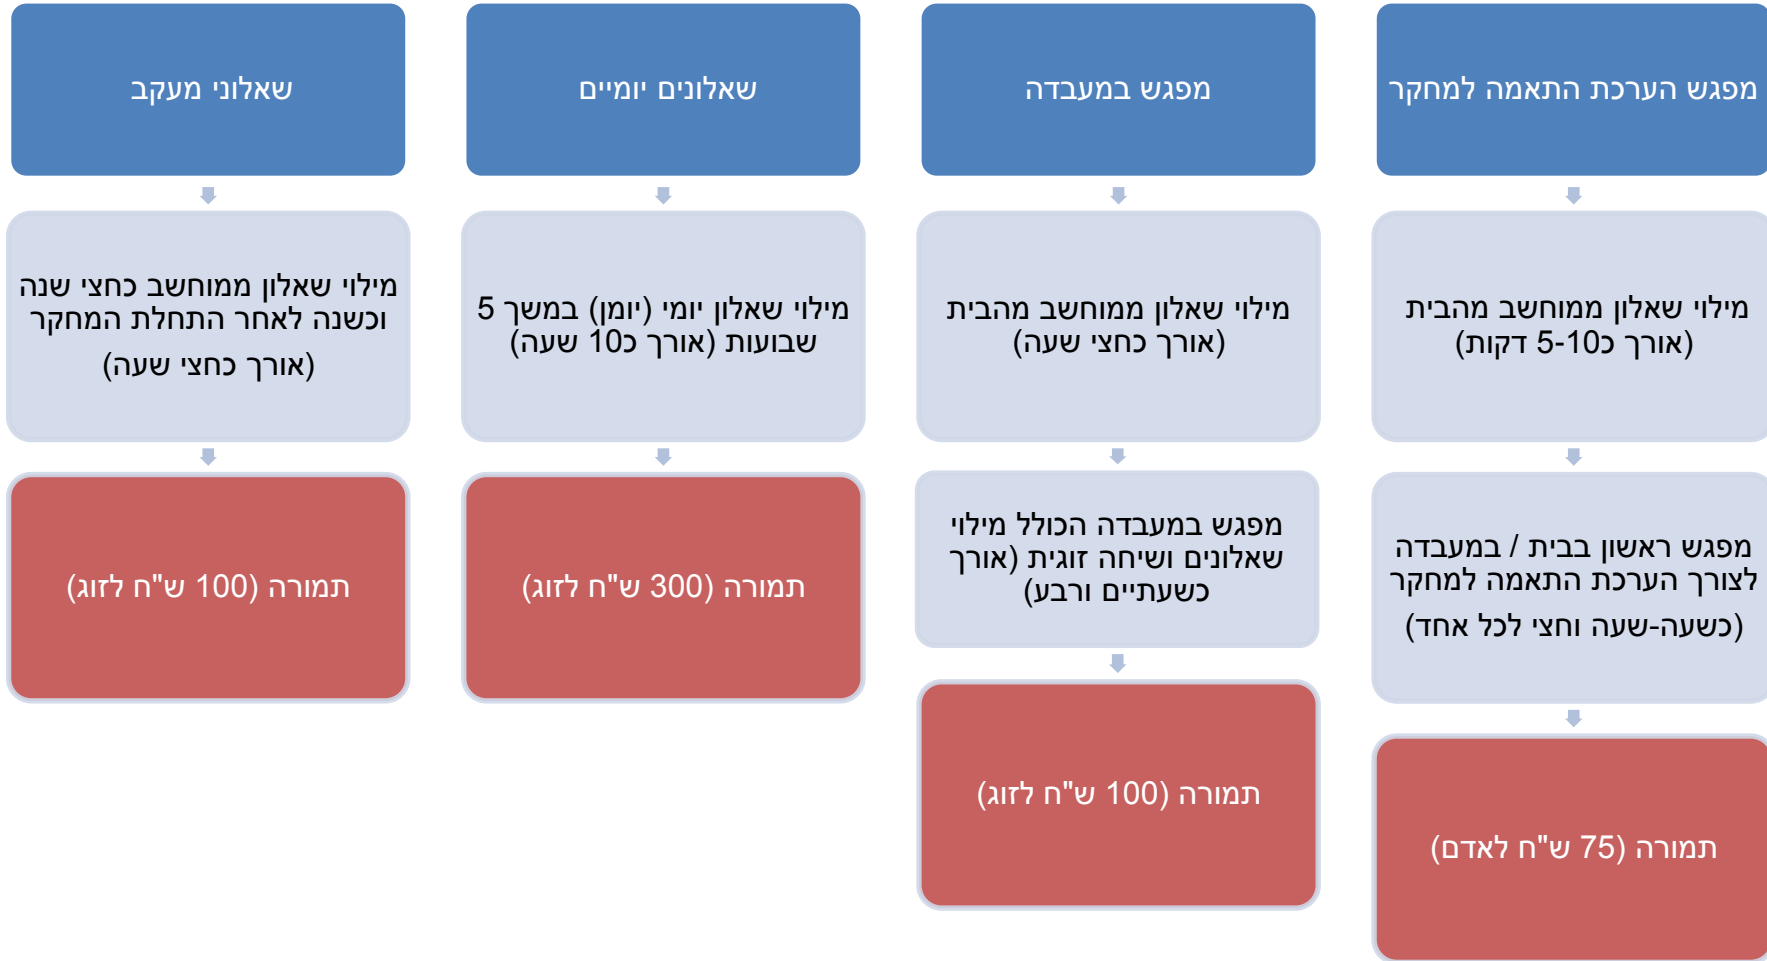 מפגש הערכת התאמה למחקר
מילוי שאלון ממוחשב מהבית
(אורך כ5-10 דקות)
מפגש ראשון בבית / במעבדה
לצורך הערכת התאמה למחקר
(כשעה-שעה וחצי לכל אחד)
תמורה (75 ש"ח לאדם)
מפגש במעבדה
מילוי שאלון ממוחשב מהבית
(אורך כחצי שעה)
מפגש במעבדה הכולל מילוי
שאלונים ושיחה זוגית (אורך
כשעתיים ורבע)
תמורה (100 ש"ח לזוג)
שאלונים יומיים
מילוי שאלון יומי (יומן) במשך 5
שבועות (אורך כ10 שעה)
תמורה (300 ש"ח לזוג)
שאלוני מעקב
מילוי שאלון ממוחשב כחצי שנה
וכשנה לאחר התחלת המחקר
(אורך כחצי שעה)
תמורה (100 ש"ח לזוג)